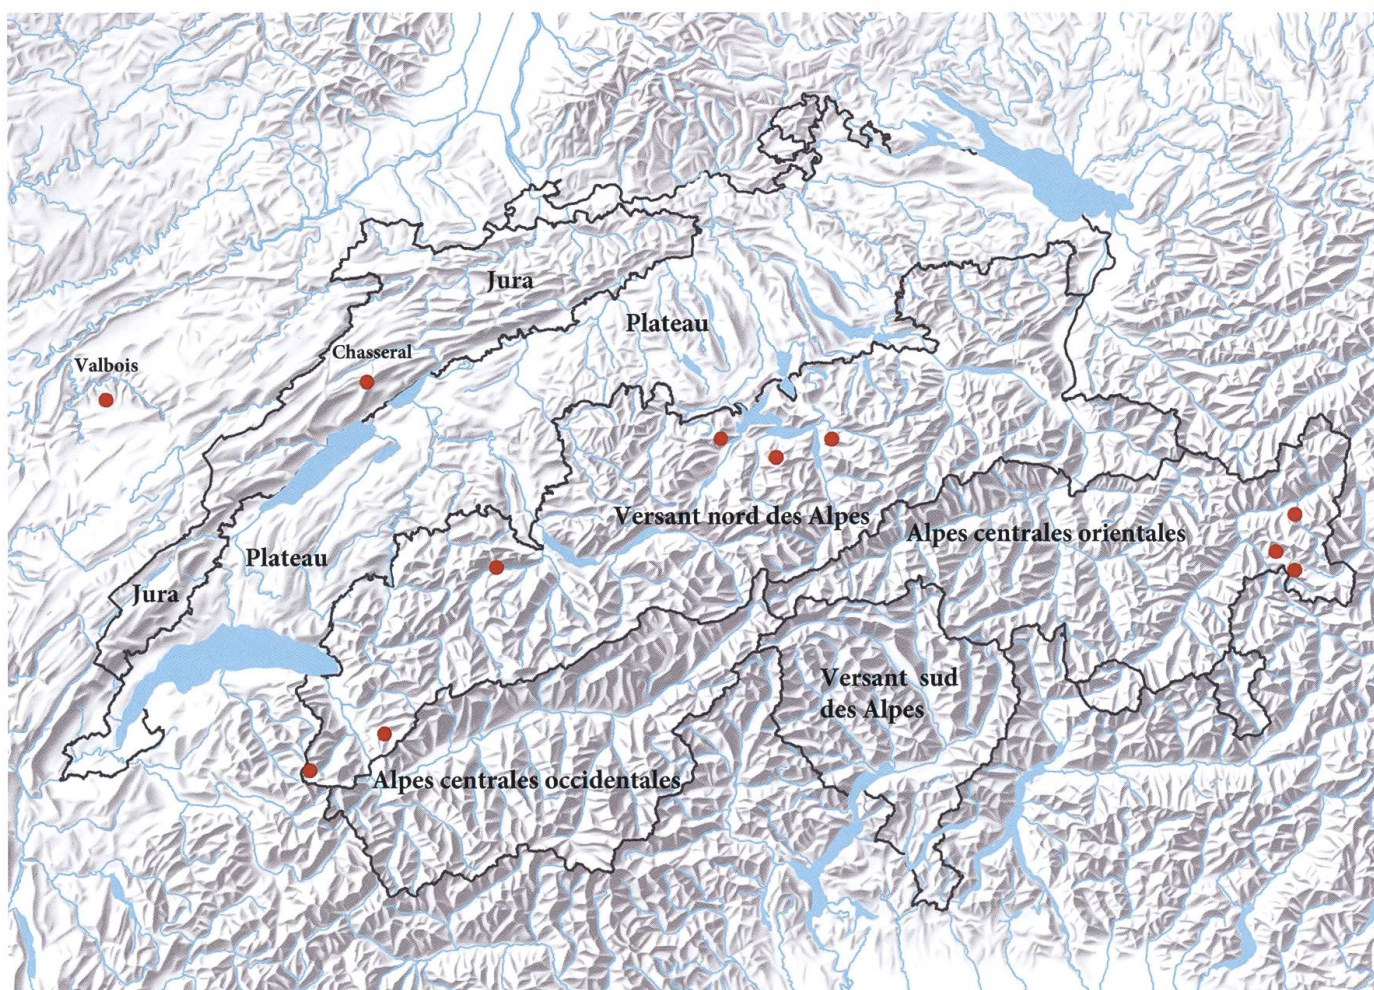 Jura
Plateau
Chasseral
Valbois
Versant nord des Alpes
Alpes centrales orientales
Plateau
Jura
Versant sud
des Alpes
Alpes centrales occidentales